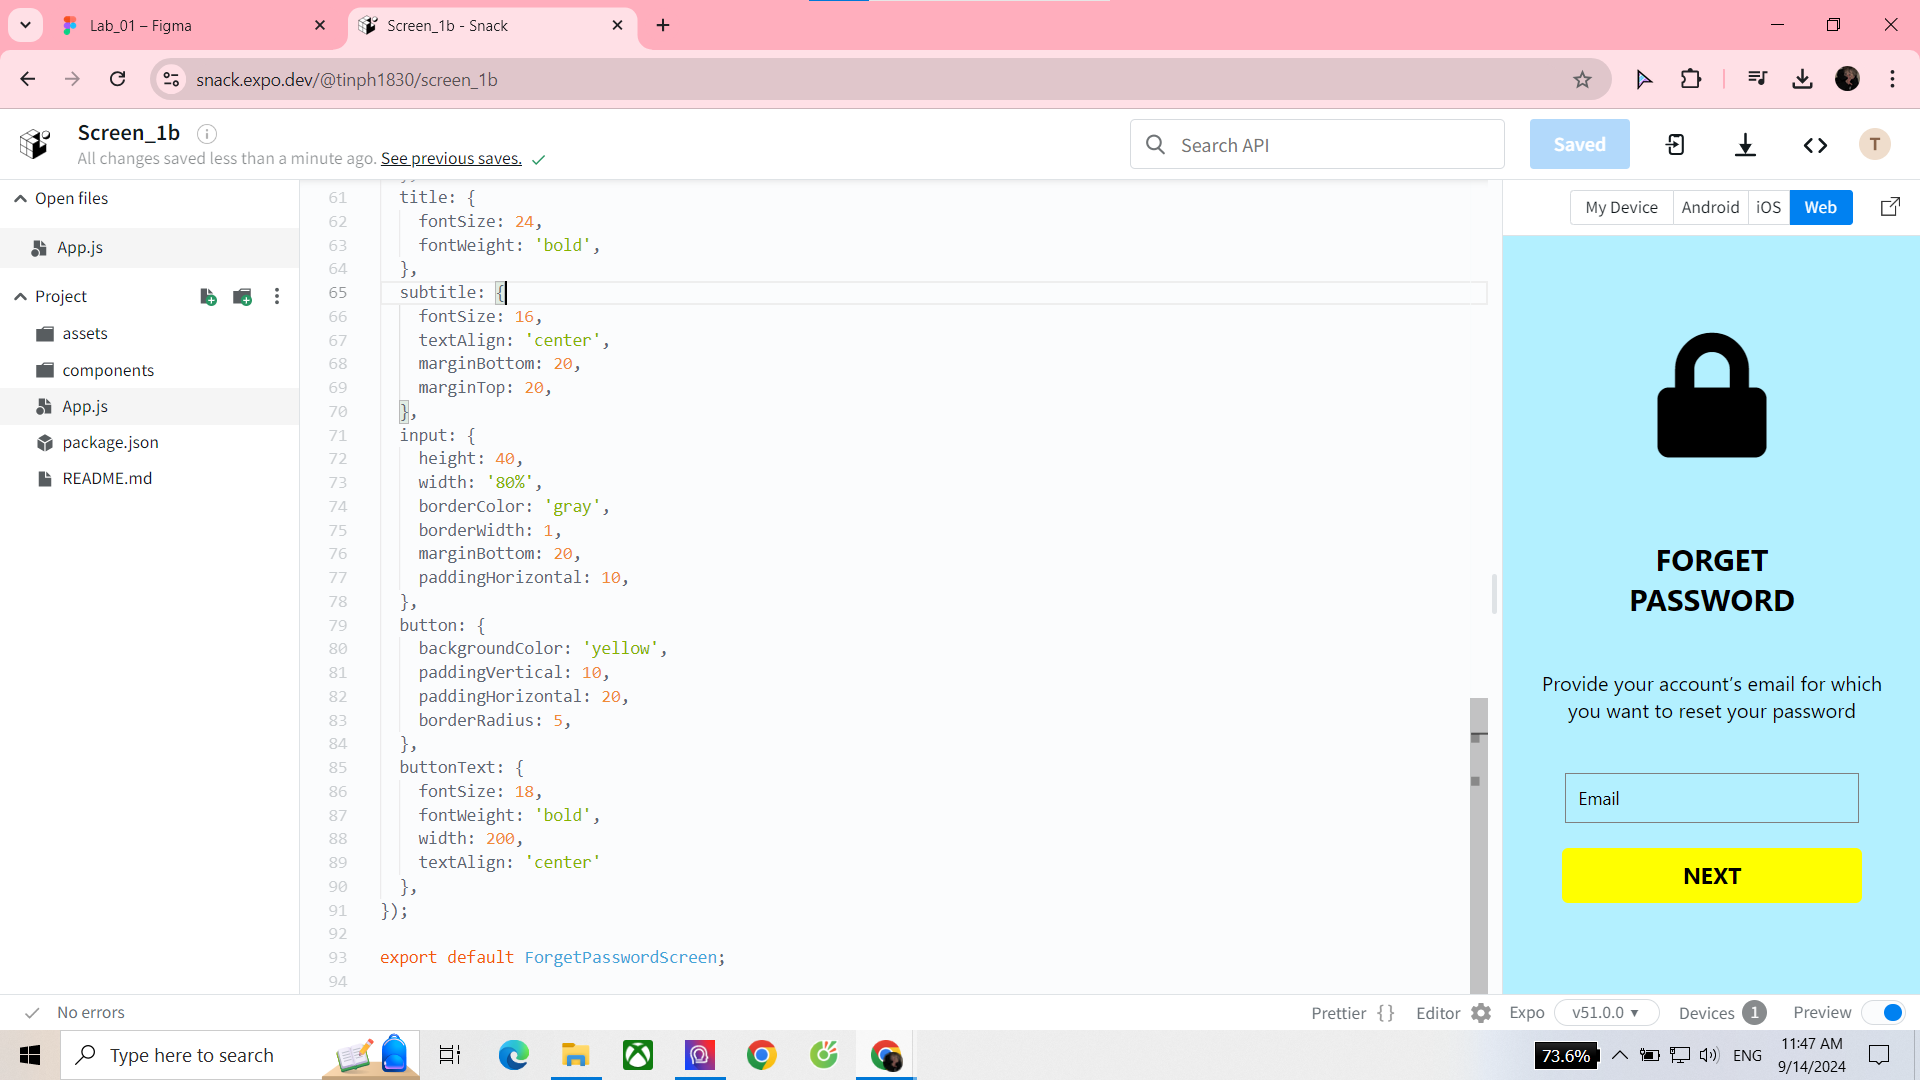 Lab_01 – Figma
Screen_1b - Snack
snack.expo.dev/@tinph1830/screen_1b
Screen_1b
All changes saved less than a minute ago. See previous saves.
Search API
Saved
T
Open files
App.js
Project
assets
components
App.js
package.json
README.md
61 title: {
62 fontSize: 24,
63 fontWeight: 'bold',
64 },
65 subtitle: {
66 fontSize: 16,
67 textAlign: 'center',
68 marginBottom: 20,
69 marginTop: 20,
70 },
71 input: {
72 height: 40,
73 width: '80%',
74 borderColor: 'gray',
75 borderWidth: 1,
76 marginBottom: 20,
77 paddingHorizontal: 10,
78 },
79 button: {
80 backgroundColor: 'yellow',
81 paddingVertical: 10,
82 paddingHorizontal: 20,
83 borderRadius: 5,
84 },
85 buttonText: {
86 fontSize: 18,
87 fontWeight: 'bold',
88 width: 200,
89 textAlign: 'center'
90 },
91 });
92
93 export default ForgetPasswordScreen;
94
My Device Android iOS Web
FORGET
PASSWORD
Provide your account’s email for which
you want to reset your password
Email
NEXT
No errors
Prettier { } Editor Expo v51.0.0 ▾ Devices 1 Preview
Type here to search
73.6%
ENG
11:47 AM
9/14/2024